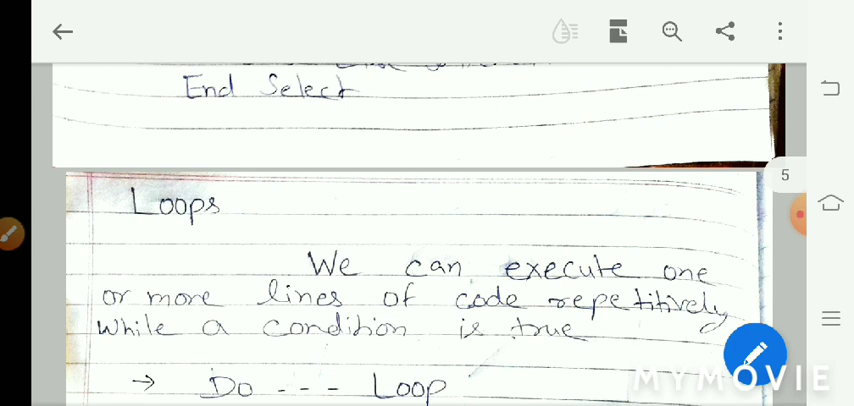 End Select
5
Loops
We can execute one
or more lines of code repetitively
while a condition is true
→ Do --- Loop
MYMOVIE